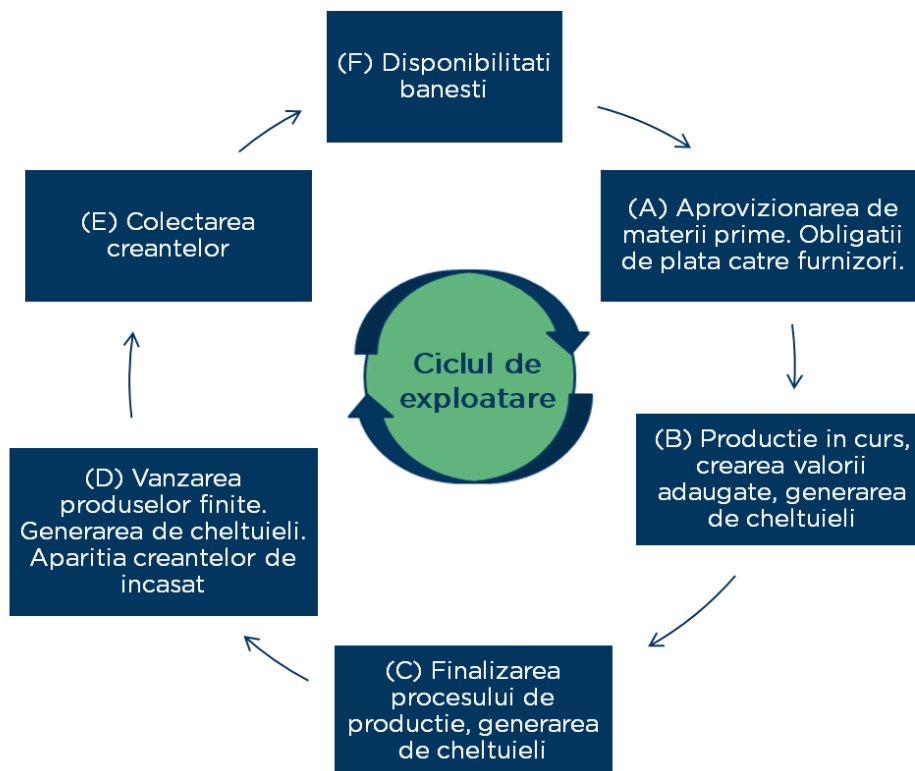 (F) Disponibilitati
banesti
(A) Aprovizionarea de
materii prime. Obligatii
de plata catre furnizori.
(B) Productie in curs,
crearea valorii
adaugate, generarea
de cheltuieli
(C) Finalizarea
procesului de
productie, generarea
de cheltuieli
(D) Vanzarea
produselor finite.
Generarea de cheltuieli.
Aparitia creantelor de
incasat
(E) Colectarea
creantelor
Ciclul de
exploatare